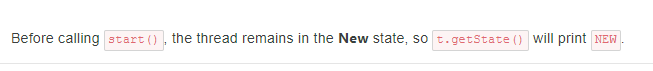 Before calling start(), the thread remains in the New state, so t.getState() will print NEW.